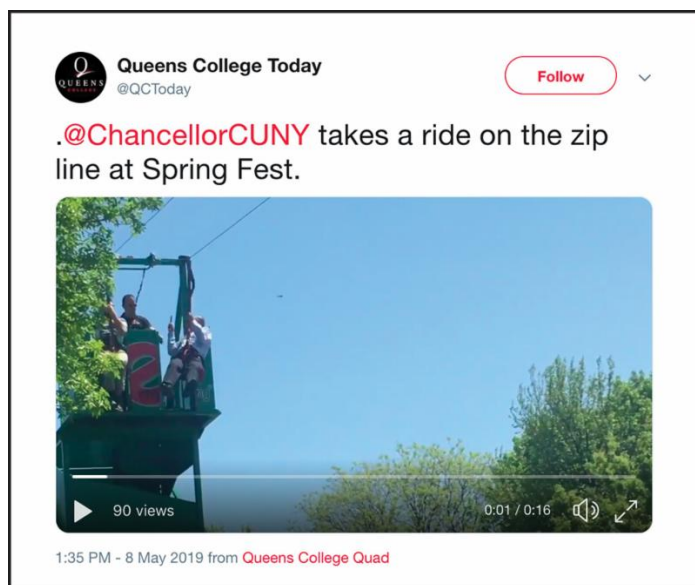 Queens College Today
@QCToday
Follow
QUEENS
.@ChancellorCUNY takes a ride on the zip
line at Spring Fest.
90 views
0:01 / 0:16
1:35 PM - 8 May 2019 from Queens College Quad